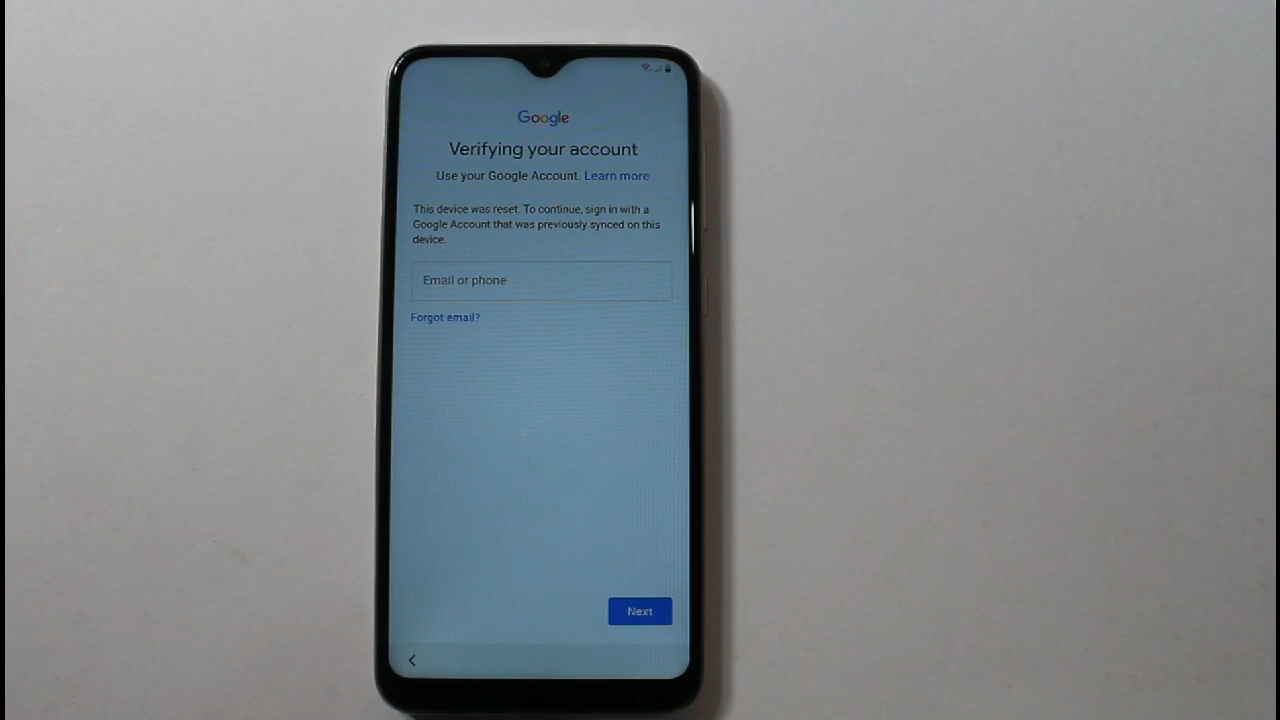 Google
Verifying your account
Use your Google Account. Learn more
This device was reset. To continue, sign in with a
Google Account that was previously synced on this
device.
Email or phone
Forgot email?
Next